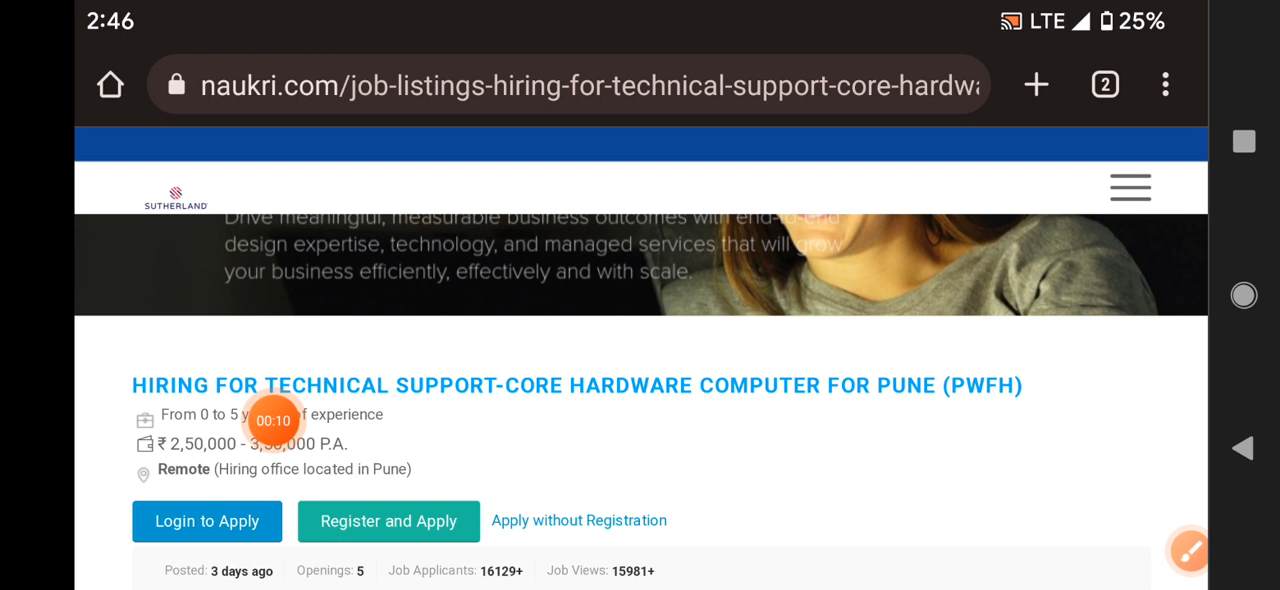 2:46
LTE 25%
naukri.com/job-listings-hiring-for-technical-support-core-hardwa
2
SUTHERLAND
Drive meaningful, measurable business outcomes with end-to-end
design expertise, technology, and managed services that will grow
your business efficiently, effectively and with scale.
HIRING FOR TECHNICAL SUPPORT-CORE HARDWARE COMPUTER FOR PUNE (PWFH)
From 0 to 5 of experience
00:10
₹ 2,50,000 - 3, 000 P.A.
Remote (Hiring office located in Pune)
Login to Apply
Register and Apply
Apply without Registration
Posted: 3 days ago
Openings: 5
Job Applicants: 16129+
Job Views: 15981+